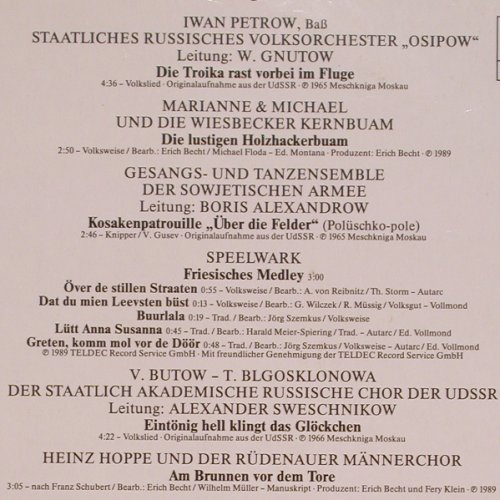 IWAN PETROW, Baß
STAATLICHES RUSSISCHES VOLKSORCHESTER „OSIPOW“
Leitung: W. GNUTOW
Die Troika rast vorbei im Fluge
4:36 – Volkslied · Originalaufnahme aus der UdSSR · ℗ 1965 Meschkniga Moskau
MARIANNE & MICHAEL
UND DIE WIESBECKER KERNBUAM
Die lustigen Holzhackerbuam
2:50 – Volksweise / Bearb.: Erich Becht / Michael Floda – Ed. Montana · Produzent: Erich Becht · ℗ 1989
GESANGS- UND TANZENSEMBLE
DER SOWJETISCHEN ARMEE
Leitung: BORIS ALEXANDROW
Kosakenpatrouille „Über die Felder“ (Polüschko-pole)
2:46 – Knipper / V. Gusev · Originalaufnahme aus der UdSSR · ℗ 1965 Meschkniga Moskau
SPEELWARK
Friesisches Medley 3:00
Över de stillen Straaten 0:55 – Volksweise / Bearb.: A. von Reibnitz / Th. Storm – Autarc
Dat du mien Leevsten büst 0:13 – Volksweise / Bearb.: G. Wilczek / R. Müssig / Volksgut – Vollmond
Buurlala 0:19 – Trad. / Bearb.: Jörg Szemkus / Volksweise
Lütt Anna Susanna 0:45 – Trad. / Bearb.: Harald Meier-Spiering / Trad. – Autarc / Ed. Vollmond
Greten, komm mol vor de Döör 0:48 – Trad. / Bearb.: Jörg Szemkus / Volksweise – Autarc / Ed. Vollmond
℗ 1989 TELDEC Record Service GmbH · Mit freundlicher Genehmigung der TELDEC Record Service GmbH
V. BUTOW – T. BLGOSKLONOWA
DER STAATLICH AKADEMISCHE RUSSISCHE CHOR DER UDSSR
Leitung: ALEXANDER SWESCHNIKOW
Eintönig hell klingt das Glöckchen
4:22 – Volkslied · Originalaufnahme aus der UdSSR · ℗ 1966 Meschkniga Moskau
HEINZ HOPPE UND DER RÜDENAUER MÄNNERCHOR
Am Brunnen vor dem Tore
3:05 – nach Franz Schubert / Bearb.: Erich Becht / Wilhelm Müller – Manuskript · Produzent: Erich Becht und Fery Klein · ℗ 1989